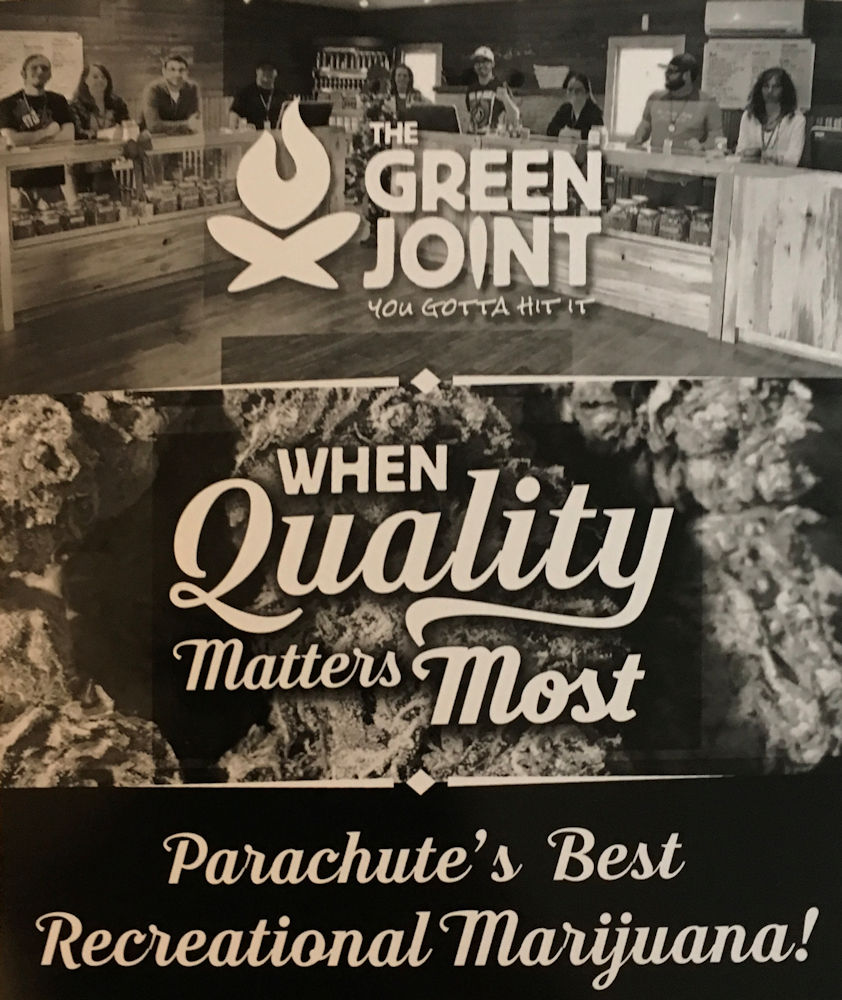 THE
GREEN
JOINT
YOU GOTTA HIT IT
WHEN
Quality
Matters Most
Parachute's Best
Recreational Marijuana!